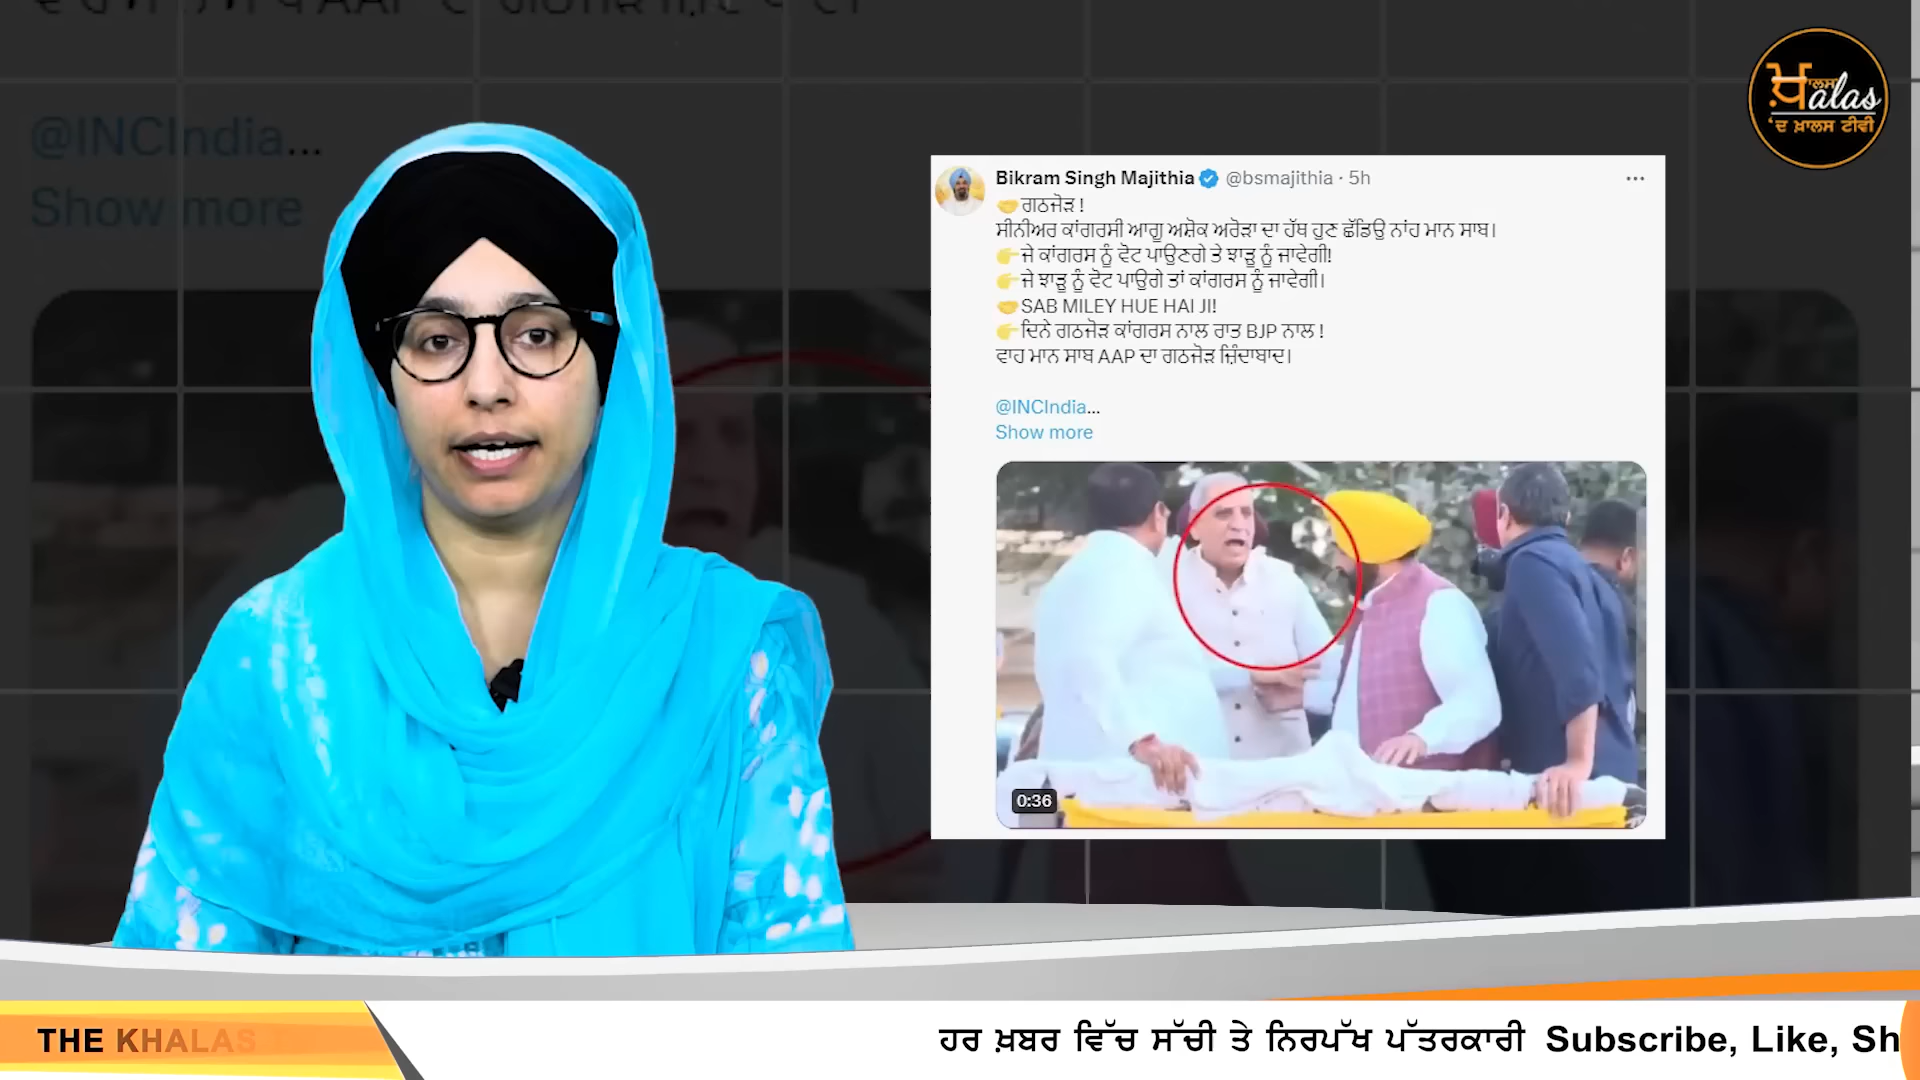 @INCIndia...
Show more
ਖ਼ਾਲਸ
alas
'ਦ ਖ਼ਾਲਸ ਟੀਵੀ
Bikram Singh Majithia @bsmajithia · 5h
🤝ਗਠਜੋੜ !
ਸੀਨੀਅਰ ਕਾਂਗਰਸੀ ਆਗੂ ਅਸ਼ੋਕ ਅਰੋੜਾ ਦਾ ਹੱਥ ਹੁਣ ਛੱਡਿਉ ਨਾਂਹ ਮਾਨ ਸਾਬ।
👉ਜੇ ਕਾਂਗਰਸ ਨੂੰ ਵੋਟ ਪਾਉਣਗੇ ਤੇ ਝਾੜੂ ਨੂੰ ਜਾਵੇਗੀ!
👉ਜੇ ਝਾੜੂ ਨੂੰ ਵੋਟ ਪਾਉਗੇ ਤਾਂ ਕਾਂਗਰਸ ਨੂੰ ਜਾਵੇਗੀ।
🤝SAB MILEY HUE HAI JI!
👉ਦਿਨੇ ਗਠਜੋੜ ਕਾਂਗਰਸ ਨਾਲ ਰਾਤ BJP ਨਾਲ !
ਵਾਹ ਮਾਨ ਸਾਬ AAP ਦਾ ਗਠਜੋੜ ਜ਼ਿੰਦਾਬਾਦ।
@INCIndia...
Show more
0:36
THE KHALAS
ਹਰ ਖ਼ਬਰ ਵਿੱਚ ਸੱਚੀ ਤੇ ਨਿਰਪੱਖ ਪੱਤਰਕਾਰੀ Subscribe, Like, Sh